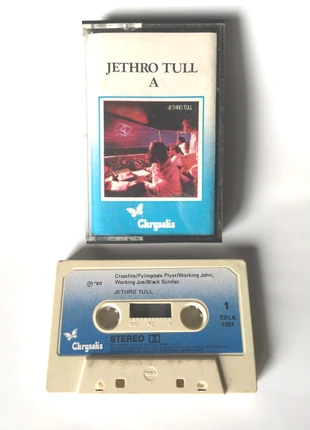 JETHRO TULL
A
JETHRO TULL
Chrysalis
Crossfire/Fylingdale Flyer/Working John,
Working Joe/Black Sunday
℗ '80
JETHRO TULL
1
CDLK
1301
STEREO
Chrysalis